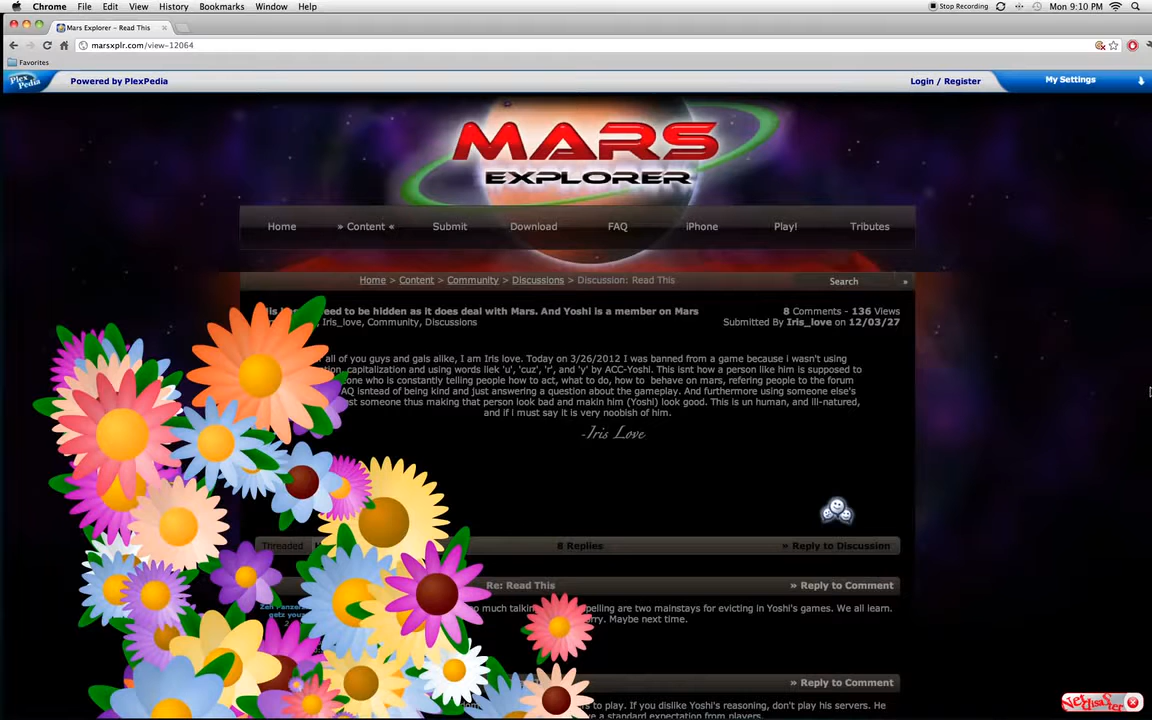 Chrome File Edit View History Bookmarks Window Help Stop Recording Mon 9:10 PM
Mars Explorer – Read This
marsxplr.com/view-12064
Favorites
Plex Pedia Powered by PlexPedia Login / Register My Settings
MARS
EXPLORER
Home » Content « Submit Download FAQ iPhone Play! Tributes
Home > Content > Community > Discussions > Discussion: Read This Search »
need to be hidden as it does deal with Mars. And Yoshi is a member on Mars 8 Comments - 136 Views
Iris_love, Community, Discussions Submitted By Iris_love on 12/03/27
all of you guys and gals alike, I am Iris love. Today on 3/26/2012 I was banned from a game because i wasn't using
capitalization and using words liek 'u', 'cuz', 'r', and 'y' by ACC-Yoshi. This isnt how a person like him is supposed to
one who is constantly telling people how to act, what to do, how to behave on mars, refering people to the forum
isntead of being kind and just answering a question about the gameplay. And furthermore using someone else's
someone thus making that person look bad and makin him (Yoshi) look good. This is un human, and ill-natured,
and if i must say it is very noobish of him.
-Iris Love
Threaded 8 Replies » Reply to Discussion
Re: Read This » Reply to Comment
too much talking are two mainstays for evicting in Yoshi's games. We all learn.
Maybe next time.
» Reply to Comment
to play. If you dislike Yoshi's reasoning, don't play his servers. He
a standard expectation from players.